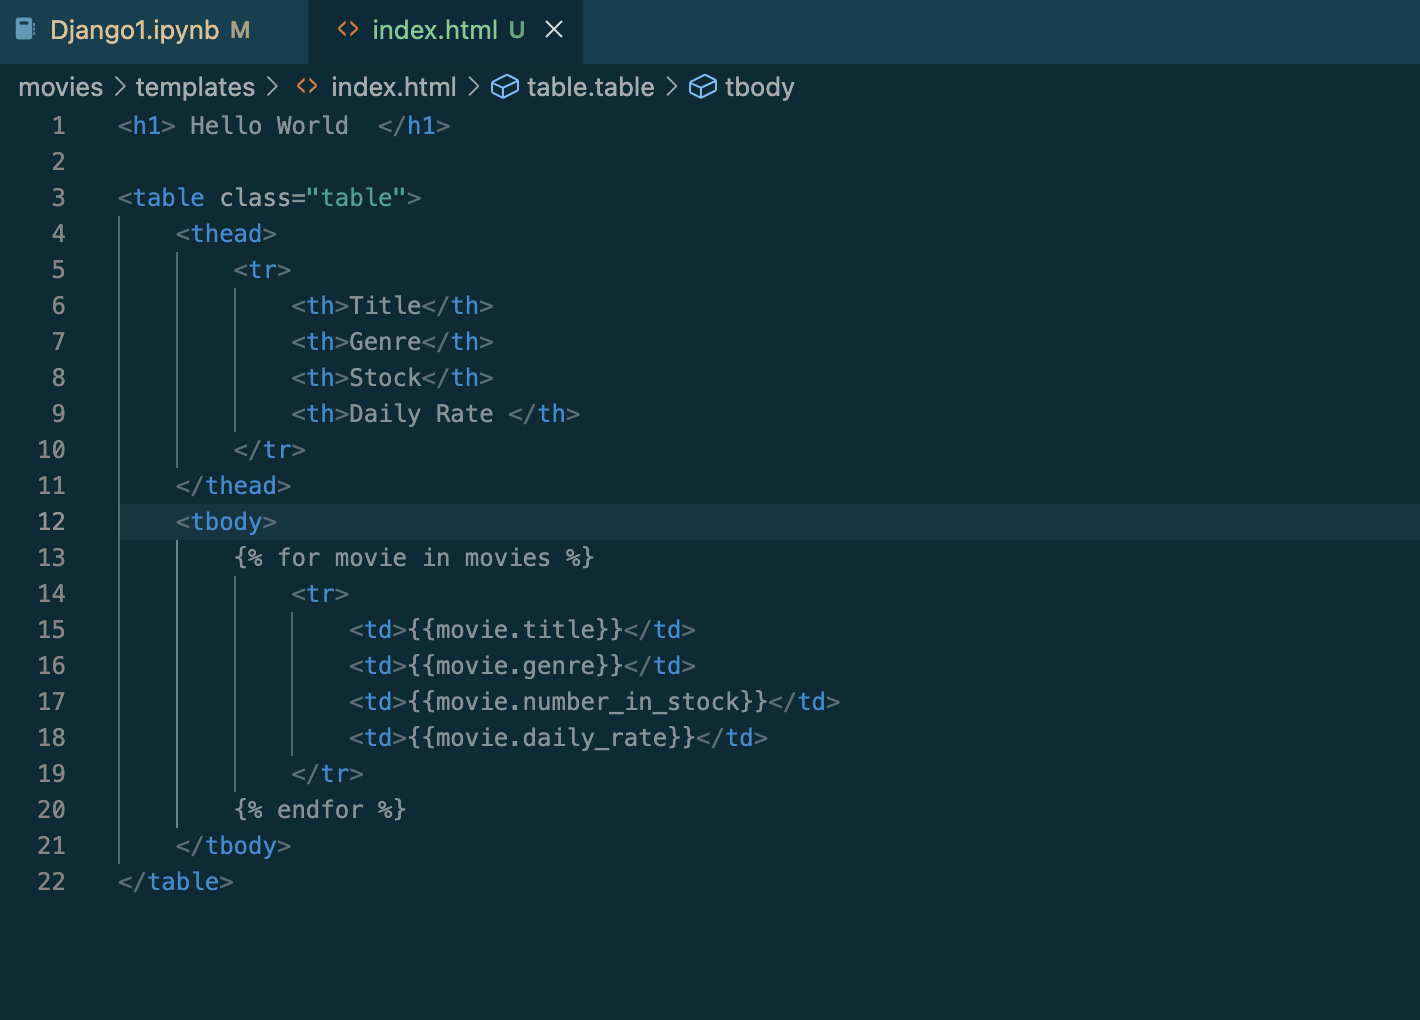 Django1.ipynb M index.html U
movies > templates > <> index.html > table.table > tbody
1 <h1> Hello World  </h1>
2
3 <table class="table">
4     <thead>
5         <tr>
6             <th>Title</th>
7             <th>Genre</th>
8             <th>Stock</th>
9             <th>Daily Rate </th>
10         </tr>
11     </thead>
12     <tbody>
13         {% for movie in movies %}
14             <tr>
15                 <td>{{movie.title}}</td>
16                 <td>{{movie.genre}}</td>
17                 <td>{{movie.number_in_stock}}</td>
18                 <td>{{movie.daily_rate}}</td>
19             </tr>
20         {% endfor %}
21     </tbody>
22 </table>